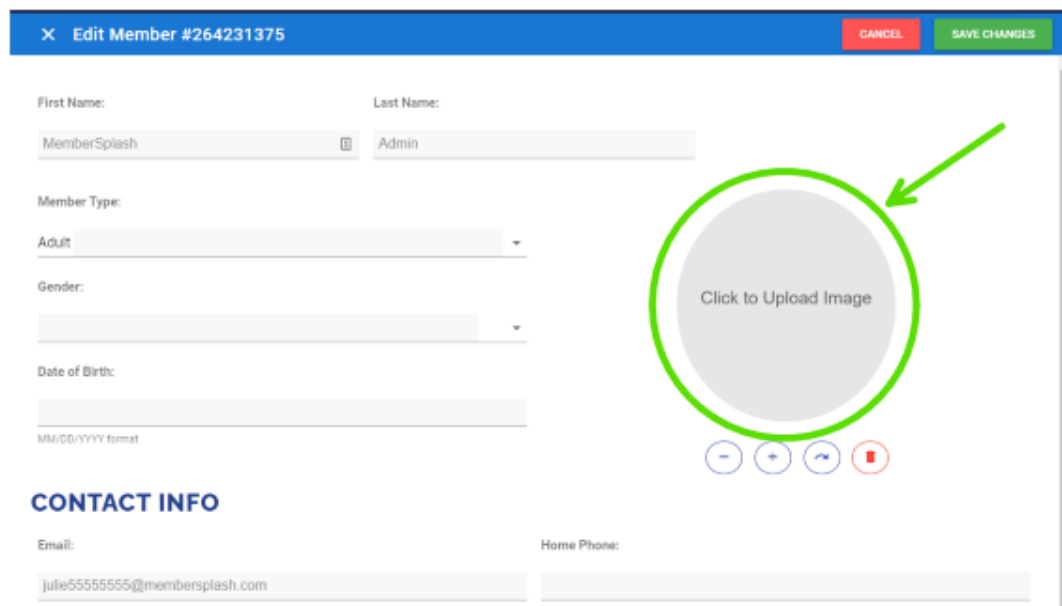 Edit Member #264231375
CANCEL
SAVE CHANGES
First Name:
Last Name:
MemberSplash
Admin
Member Type:
Adult
Gender:
Click to Upload Image
Date of Birth:
MM/DD/YYYY format
CONTACT INFO
Email:
Home Phone:
julie55555555@membersplash.com